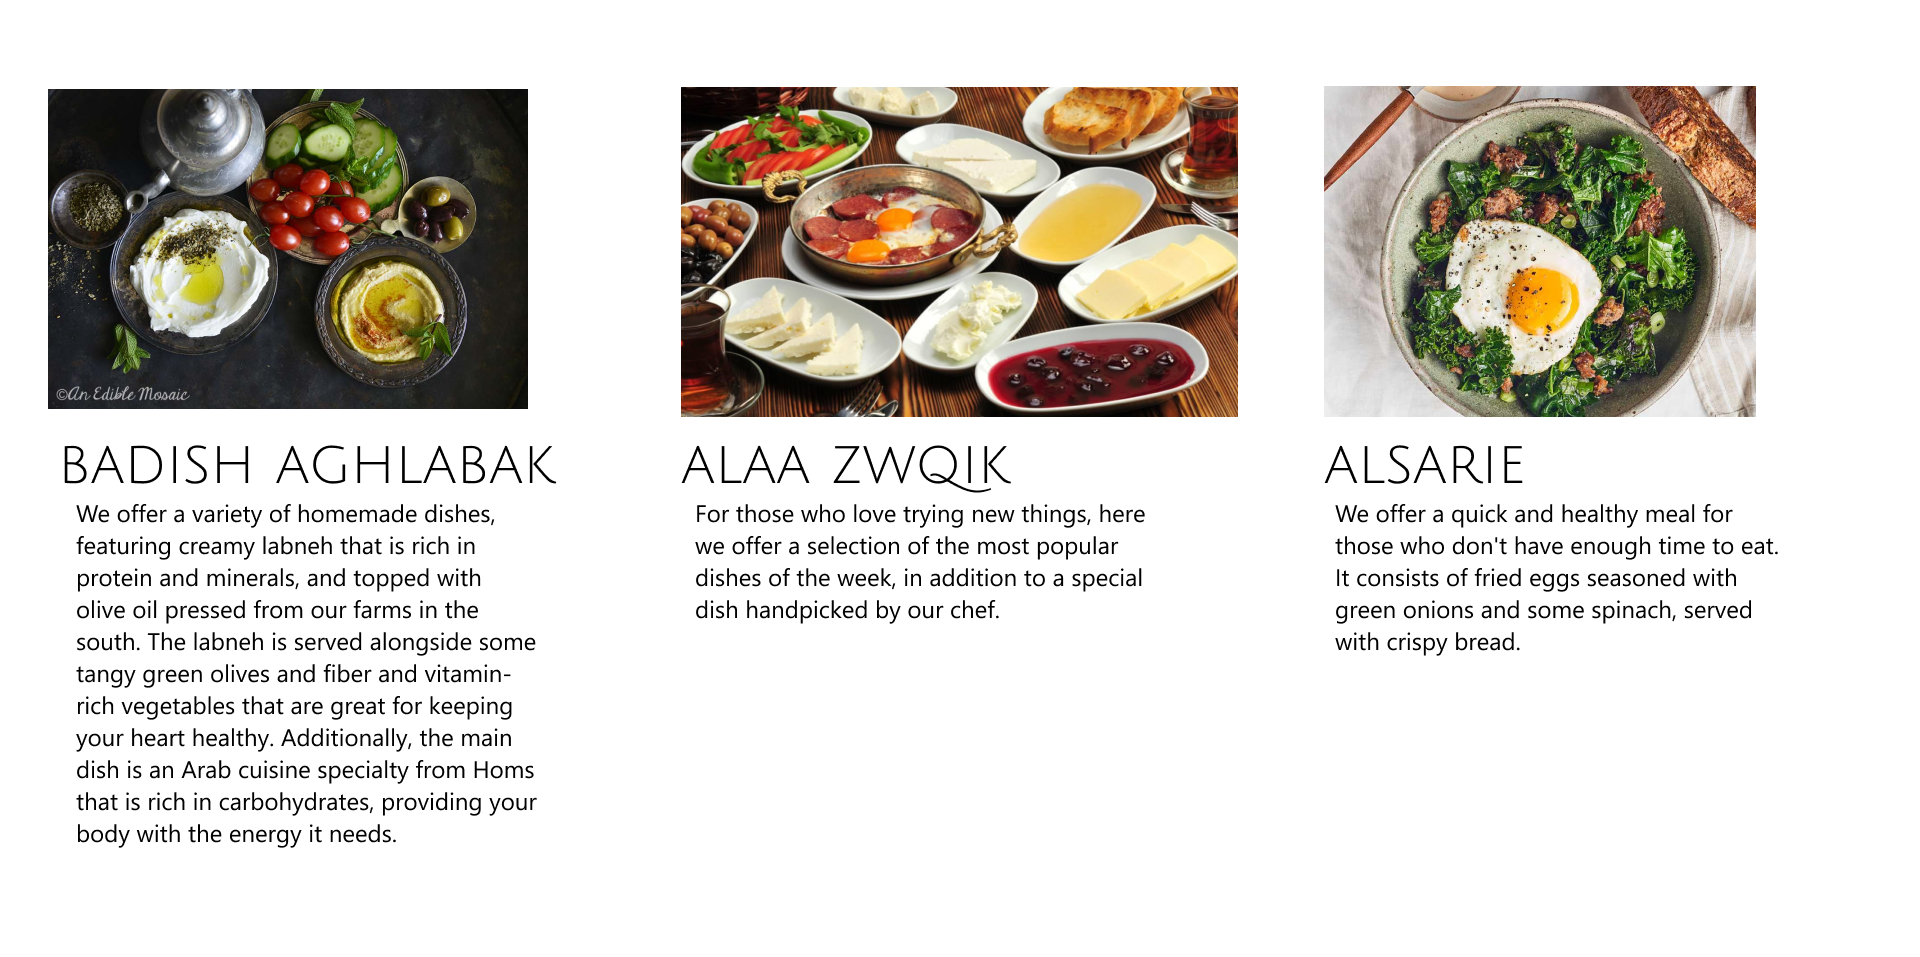 ©An Edible Mosaic
BADISH AGHLABAK
We offer a variety of homemade dishes,
featuring creamy labneh that is rich in
protein and minerals, and topped with
olive oil pressed from our farms in the
south. The labneh is served alongside some
tangy green olives and fiber and vitamin-
rich vegetables that are great for keeping
your heart healthy. Additionally, the main
dish is an Arab cuisine specialty from Homs
that is rich in carbohydrates, providing your
body with the energy it needs.
ALAA ZWQIK
For those who love trying new things, here
we offer a selection of the most popular
dishes of the week, in addition to a special
dish handpicked by our chef.
ALSARIE
We offer a quick and healthy meal for
those who don't have enough time to eat.
It consists of fried eggs seasoned with
green onions and some spinach, served
with crispy bread.